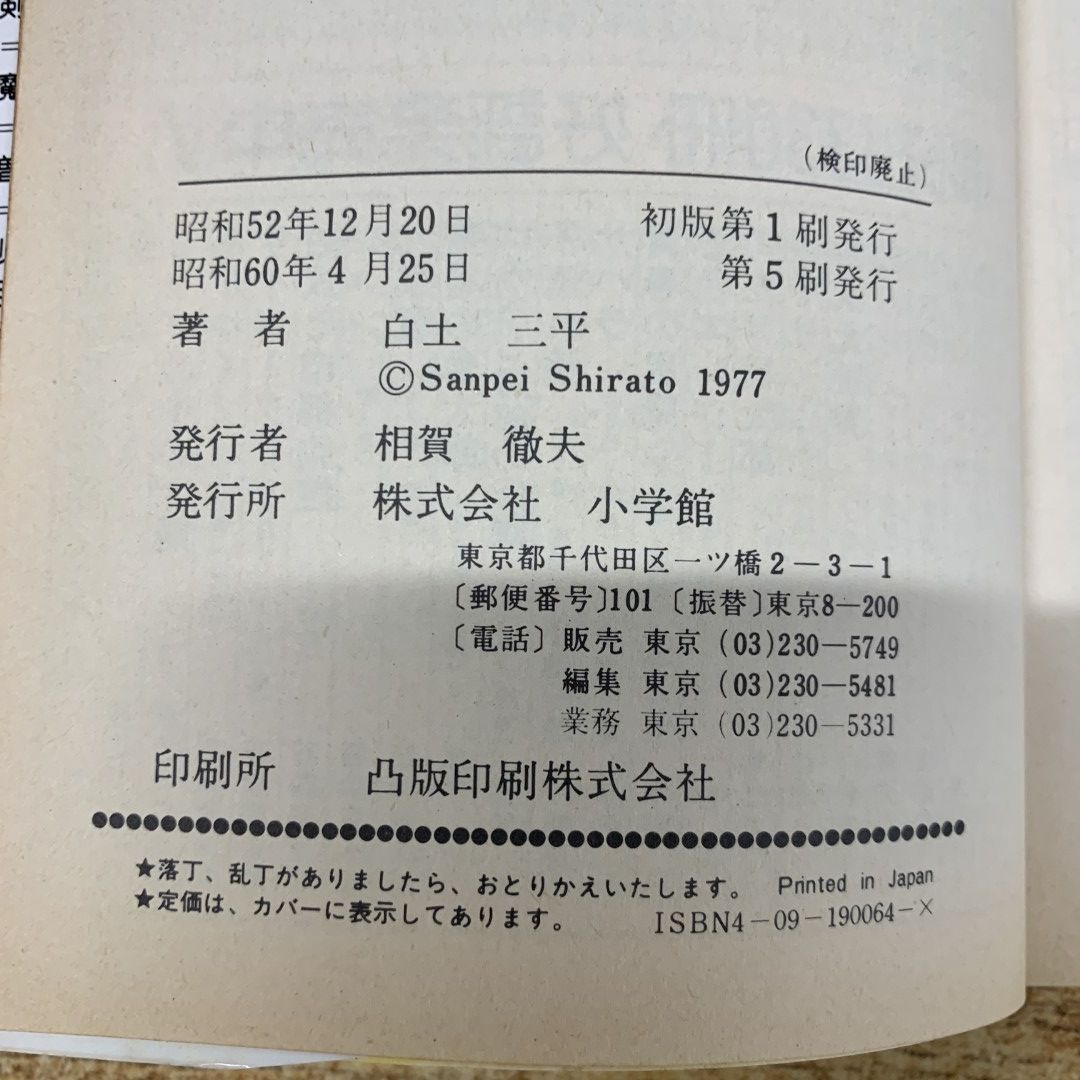 (検印廃止)
昭和52年12月20日 初版第1刷発行
昭和60年4月25日 第5刷発行
著者 白土 三平
©Sanpei Shirato 1977
発行者 相賀 徹夫
発行所 株式会社 小学館
東京都千代田区一ツ橋2-3-1
〔郵便番号〕101〔振替〕東京8-200
〔電話〕販売 東京 (03)230-5749
編集 東京 (03)230-5481
業務 東京 (03)230-5331
印刷所 凸版印刷株式会社
★落丁、乱丁がありましたら、おとりかえいたします。 Printed in Japan
★定価は、カバーに表示してあります。 ISBN4-09-190064-X